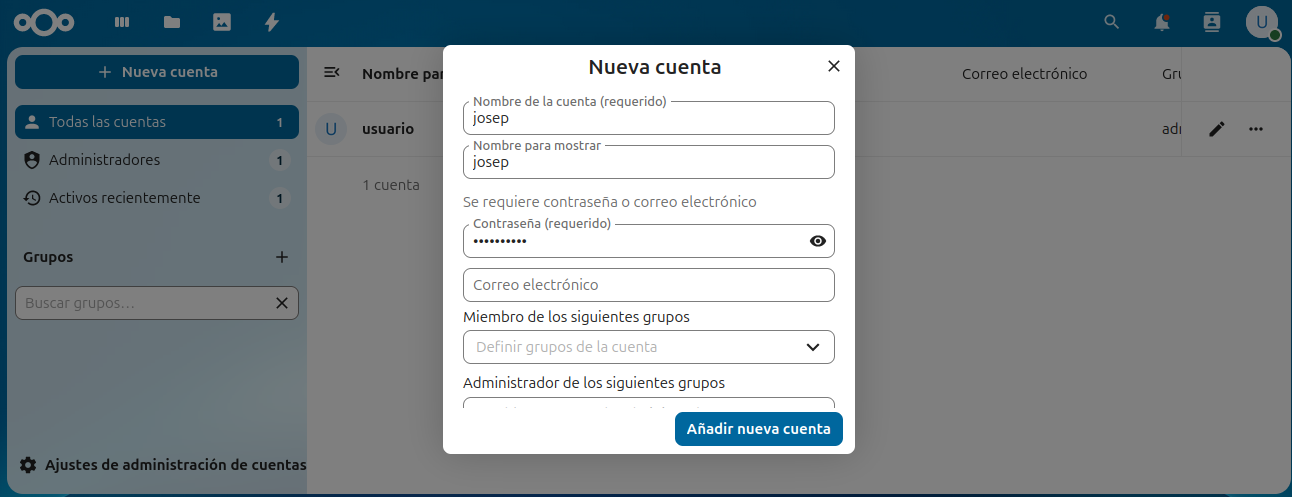 U
Nueva cuenta
Nueva cuenta
Nombre par
Correo electrónico
Gru
Todas las cuentas 1
Administradores 1
Activos recientemente 1
Grupos
Buscar grupos...
Ajustes de administración de cuentas
U usuario
adr
1 cuenta
Nombre de la cuenta (requerido)
josep
Nombre para mostrar
josep
Se requiere contraseña o correo electrónico
Contraseña (requerido)
••••••••••
Correo electrónico
Miembro de los siguientes grupos
Definir grupos de la cuenta
Administrador de los siguientes grupos
Añadir nueva cuenta